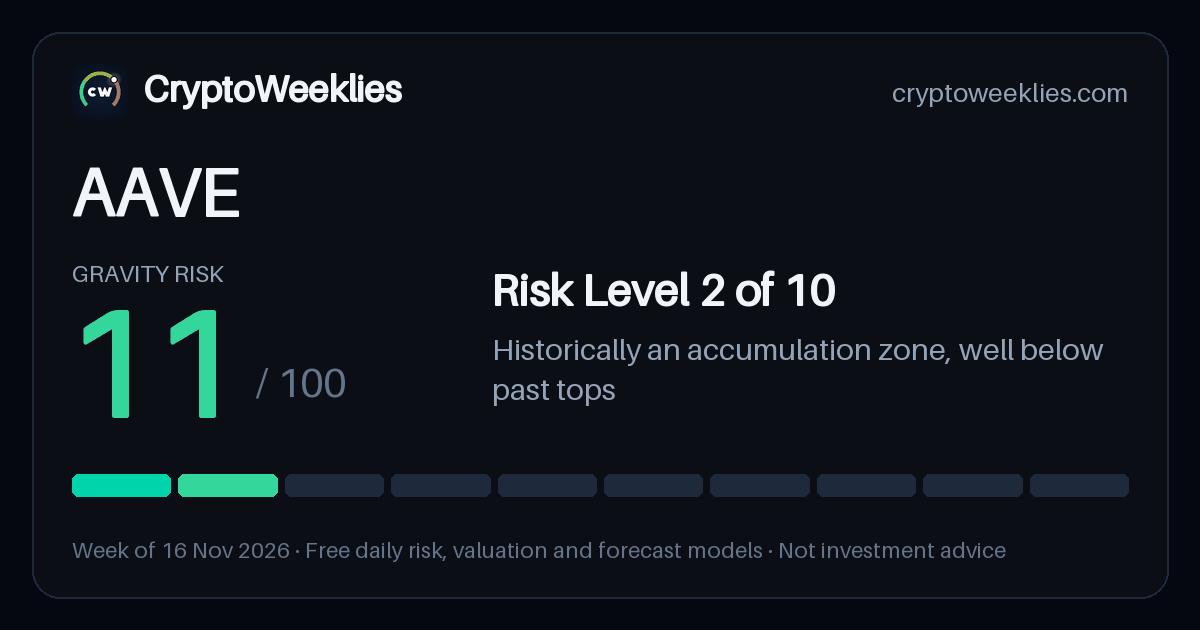 CW
CryptoWeeklies
cryptoweeklies.com
AAVE
GRAVITY RISK
11 / 100
Risk Level 2 of 10
Historically an accumulation zone, well below
past tops
Week of 16 Nov 2026 · Free daily risk, valuation and forecast models · Not investment advice